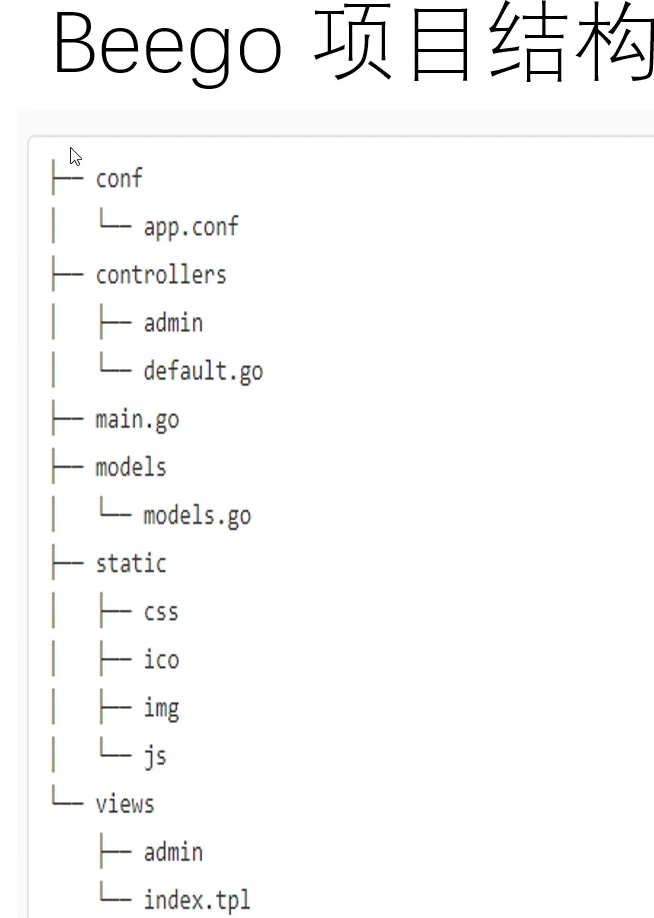 Beego 项目结构
├── conf
│   └── app.conf
├── controllers
│   ├── admin
│   └── default.go
├── main.go
├── models
│   └── models.go
├── static
│   ├── css
│   ├── ico
│   ├── img
│   └── js
└── views
    ├── admin
    └── index.tpl